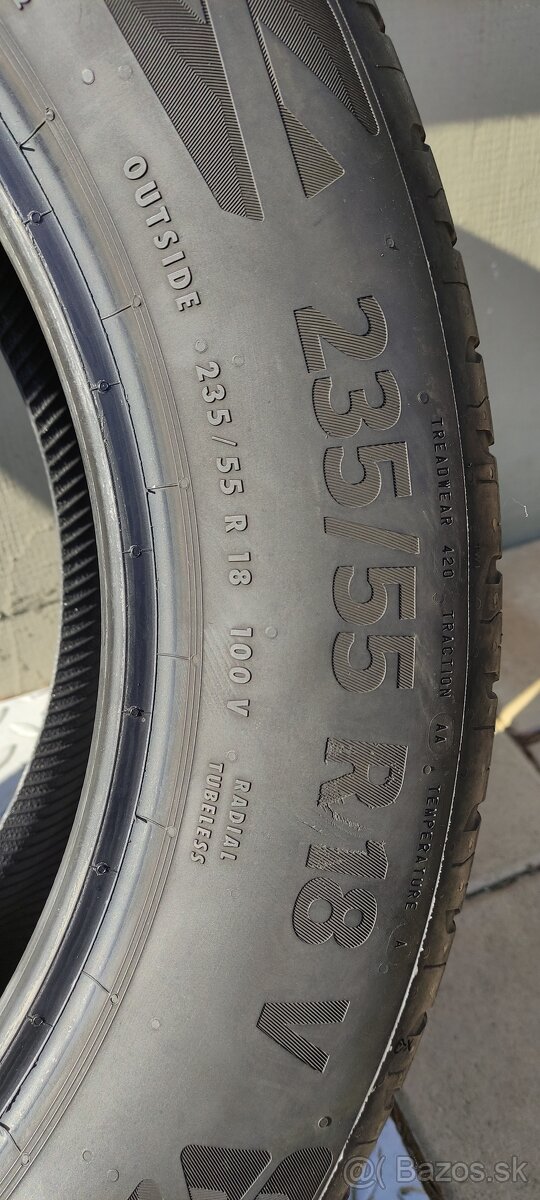 OUTSIDE
235/55 R 18 100 V
RADIAL
TUBELESS
235/55 R18 V
TREADWEAR 420 TRACTION AA TEMPERATURE A
@ Bazos.sk